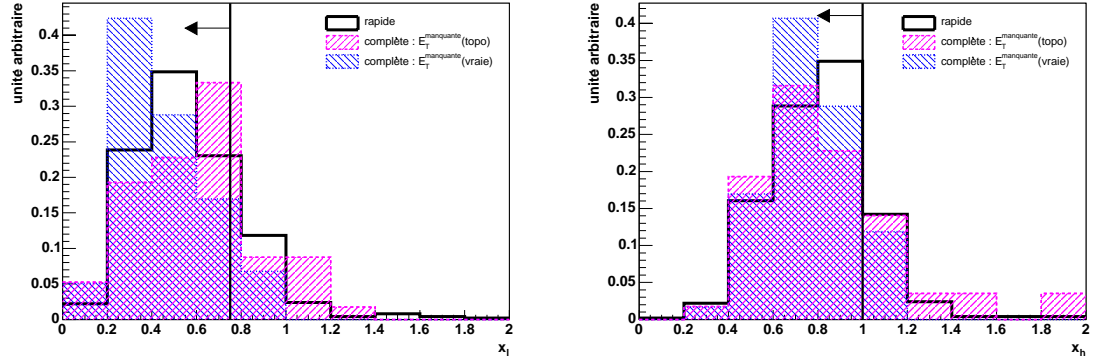 unité arbitraire
0.4
0.35
0.3
0.25
0.2
0.15
0.1
0.05
0
0 0.2 0.4 0.6 0.8 1 1.2 1.4 1.6 1.8 2
x_l
rapide
complète : E_T^manquante (topo)
complète : E_T^manquante (vraie)
unité arbitraire
0.4
0.35
0.3
0.25
0.2
0.15
0.1
0.05
0
0 0.2 0.4 0.6 0.8 1 1.2 1.4 1.6 1.8 2
x_h
rapide
complète : E_T^manquante (topo)
complète : E_T^manquante (vraie)